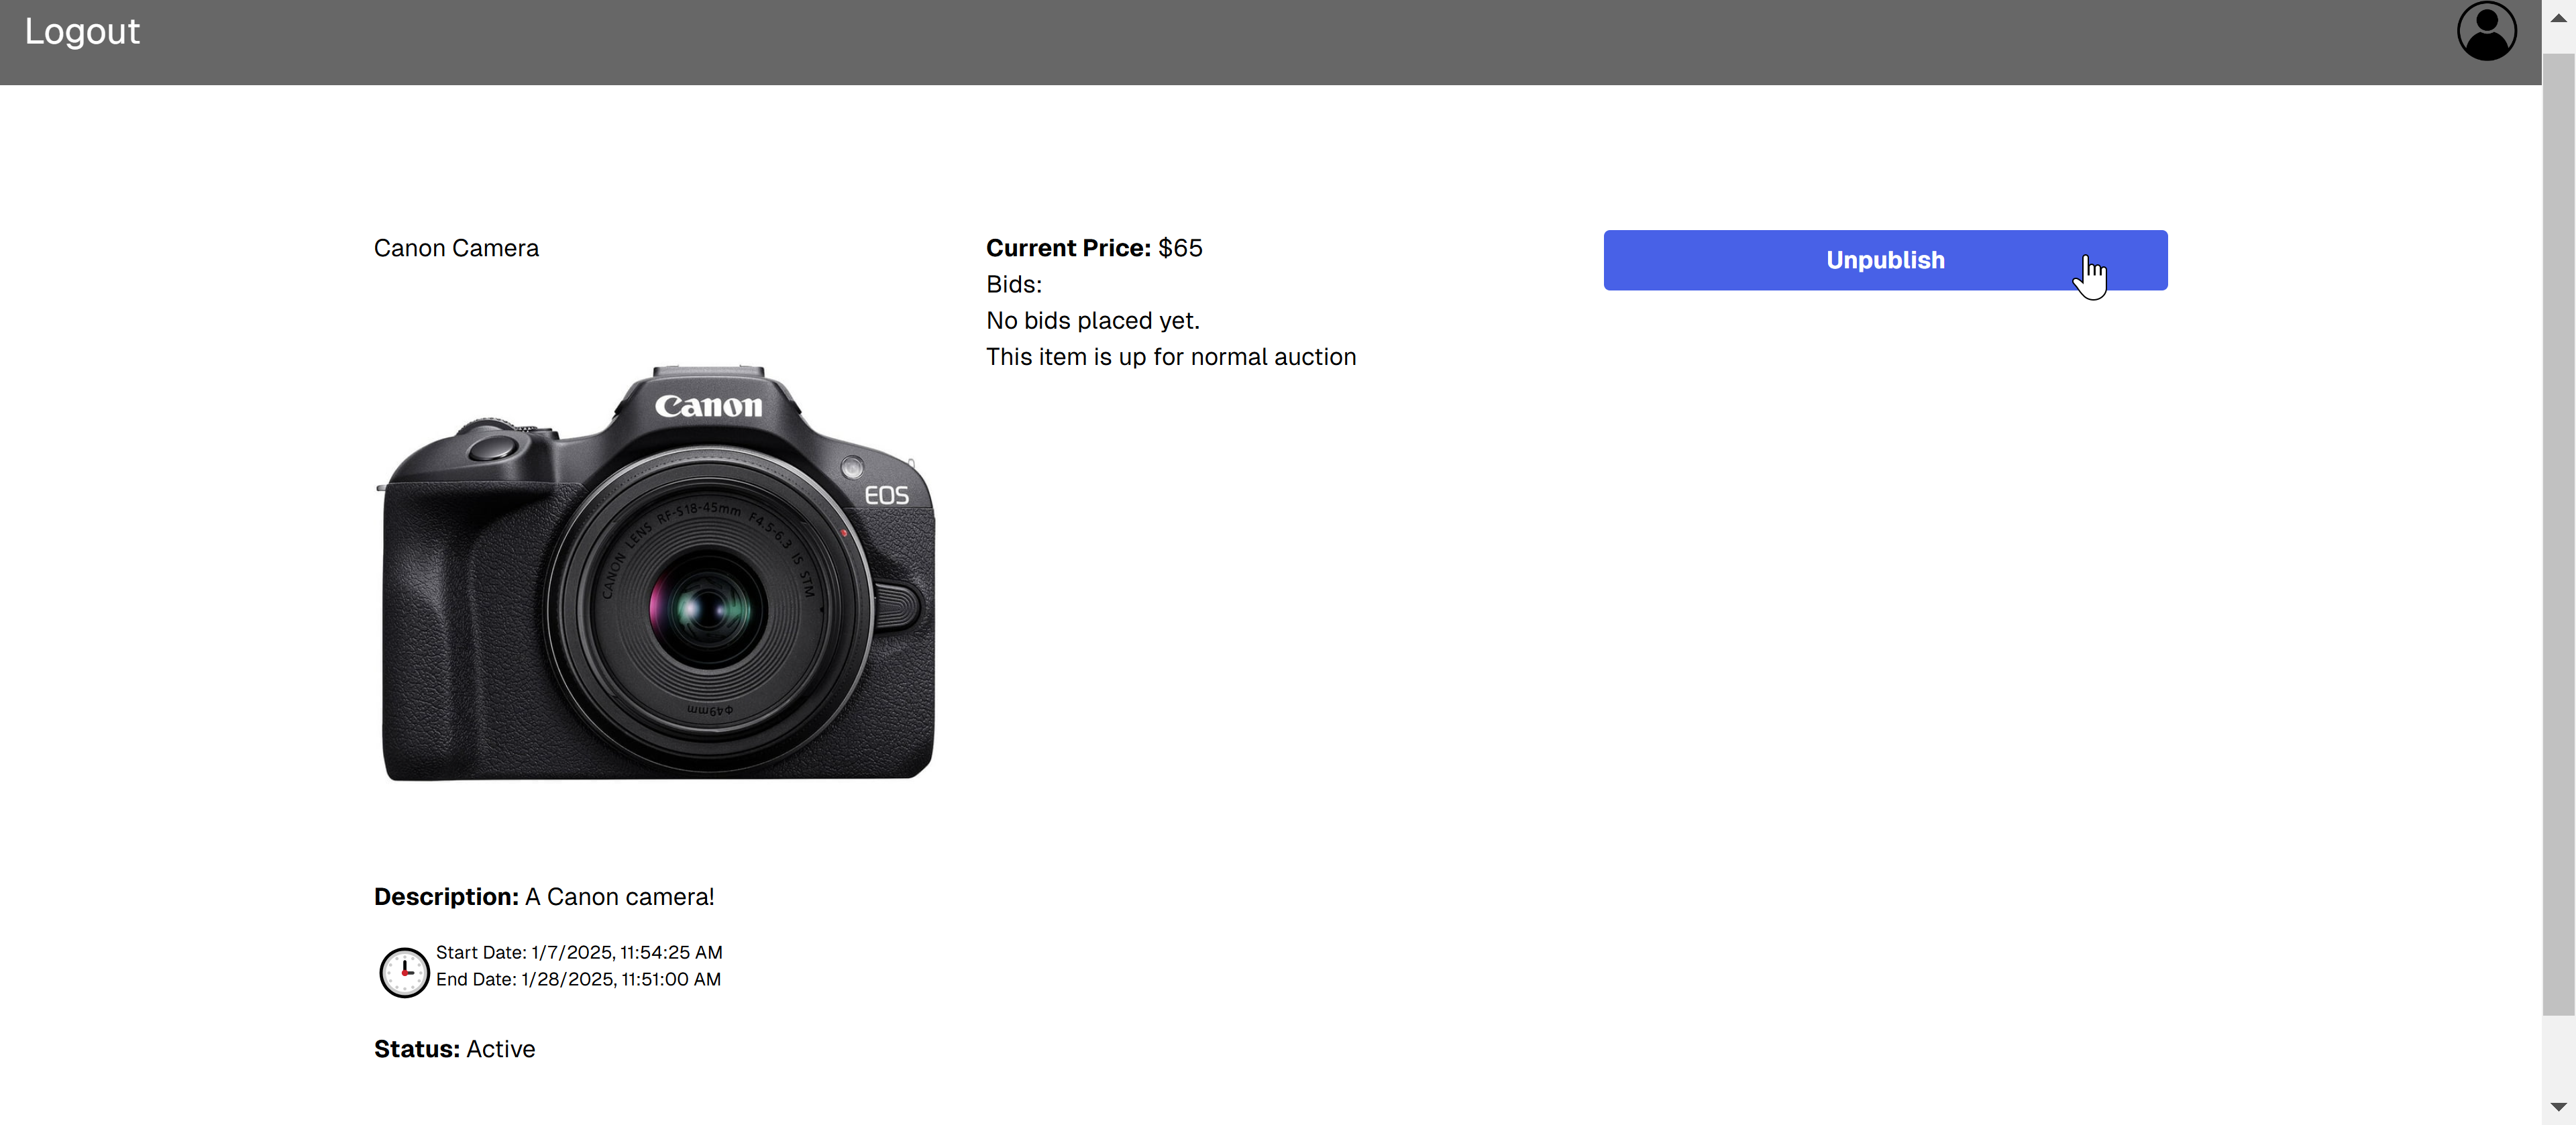 Logout
Canon Camera
Canon
EOS
CANON LENS RF-S18-45mm F4.5-6.3 IS STM
Φ49mm
Description: A Canon camera!
Start Date: 1/7/2025, 11:54:25 AM
End Date: 1/28/2025, 11:51:00 AM
Status: Active
Current Price: $65
Bids:
No bids placed yet.
This item is up for normal auction
Unpublish